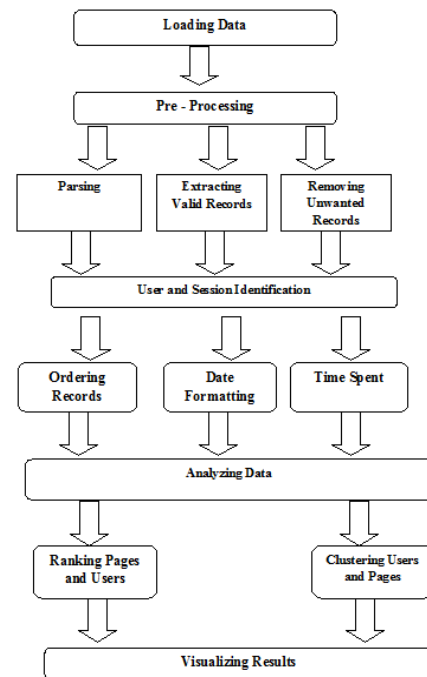 Loading Data
Pre - Processing
Parsing
Extracting
Valid Records
Removing
Unwanted
Records
User and Session Identification
Ordering
Records
Date
Formatting
Time Spent
Analyzing Data
Ranking Pages
and Users
Clustering Users
and Pages
Visualizing Results